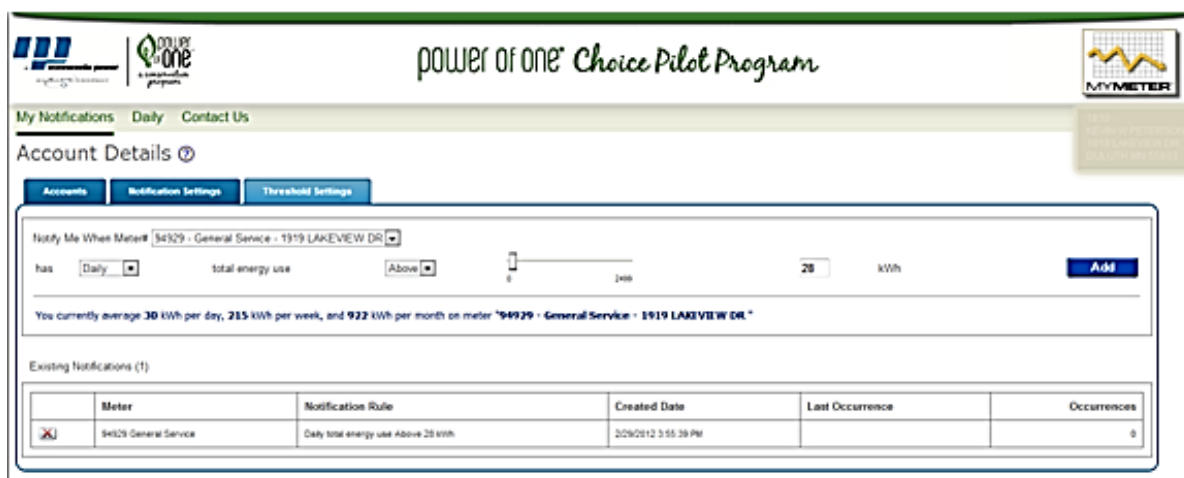 power of one
a conservation program
power of one® Choice Pilot Program
MYMETER
My Notifications Daily Contact Us
Account Details ?
Accounts Notification Settings Threshold Settings
Notify Me When Meter# 94929 - General Service - 1919 LAKEVIEW DR
has Daily total energy use Above 0 28 kWh Add
You currently average 30 kWh per day, 215 kWh per week, and 922 kWh per month on meter "94929 - General Service - 1919 LAKEVIEW DR "
Existing Notifications (1)
Meter Notification Rule Created Date Last Occurrence Occurrences
94929 General Service Daily total energy use Above 28 kWh 2/29/2012 3:55:39 PM 0